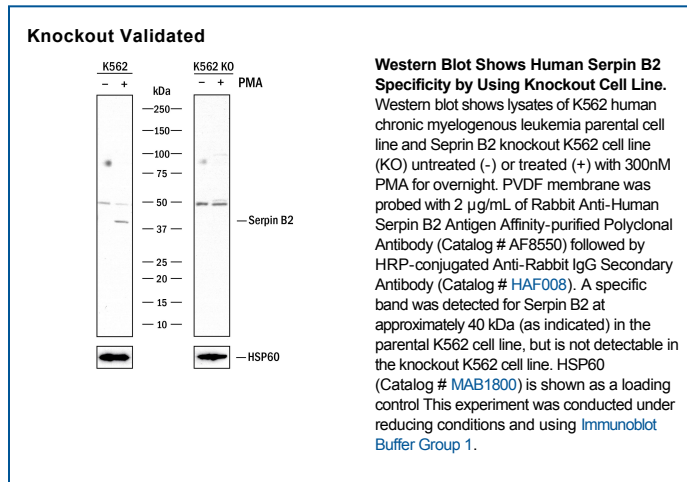 Knockout Validated
K562 K562 KO
kDa – + – + PMA
250
150
100
75
50
37
25
20
15
10
Serpin B2
HSP60
Western Blot Shows Human Serpin B2
Specificity by Using Knockout Cell Line.
Western blot shows lysates of K562 human
chronic myelogenous leukemia parental cell
line and Seprin B2 knockout K562 cell line
(KO) untreated (-) or treated (+) with 300nM
PMA for overnight. PVDF membrane was
probed with 2 µg/mL of Rabbit Anti-Human
Serpin B2 Antigen Affinity-purified Polyclonal
Antibody (Catalog # AF8550) followed by
HRP-conjugated Anti-Rabbit IgG Secondary
Antibody (Catalog # HAF008). A specific
band was detected for Serpin B2 at
approximately 40 kDa (as indicated) in the
parental K562 cell line, but is not detectable in
the knockout K562 cell line. HSP60
(Catalog # MAB1800) is shown as a loading
control This experiment was conducted under
reducing conditions and using Immunoblot
Buffer Group 1.